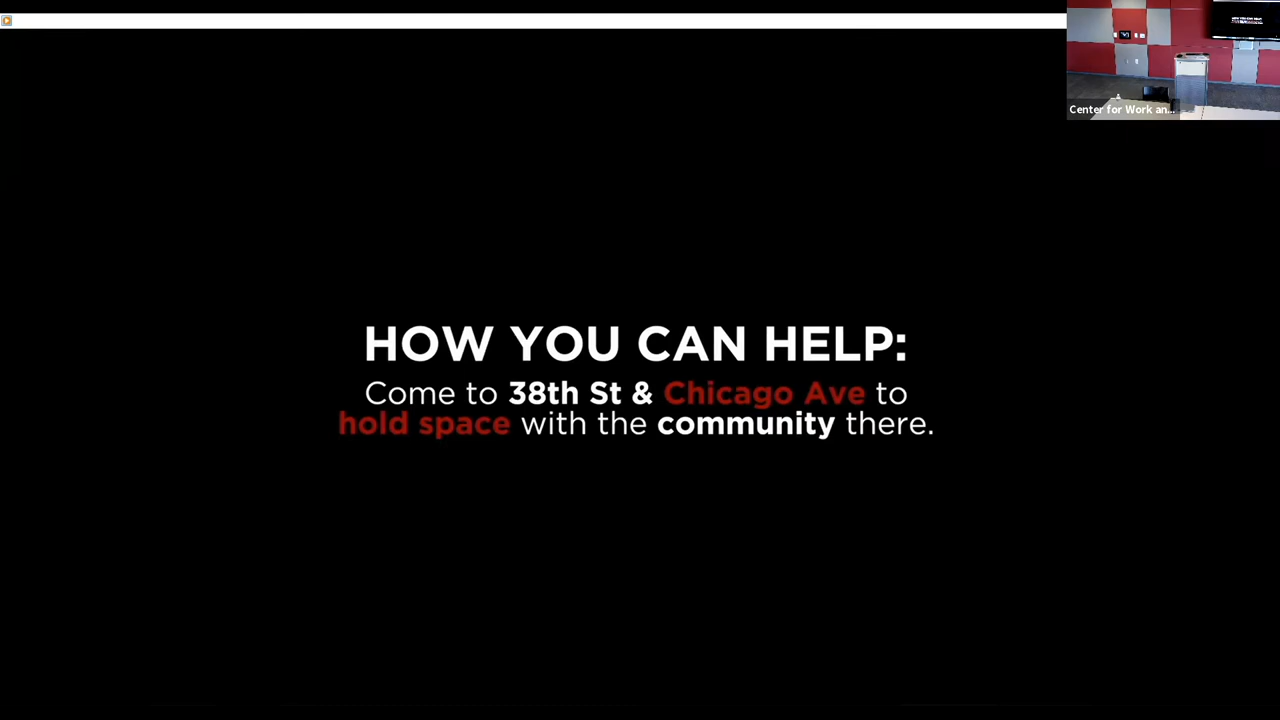 Center for Work an...
HOW YOU CAN HELP:
Come to 38th St & Chicago Ave to
hold space with the community there.